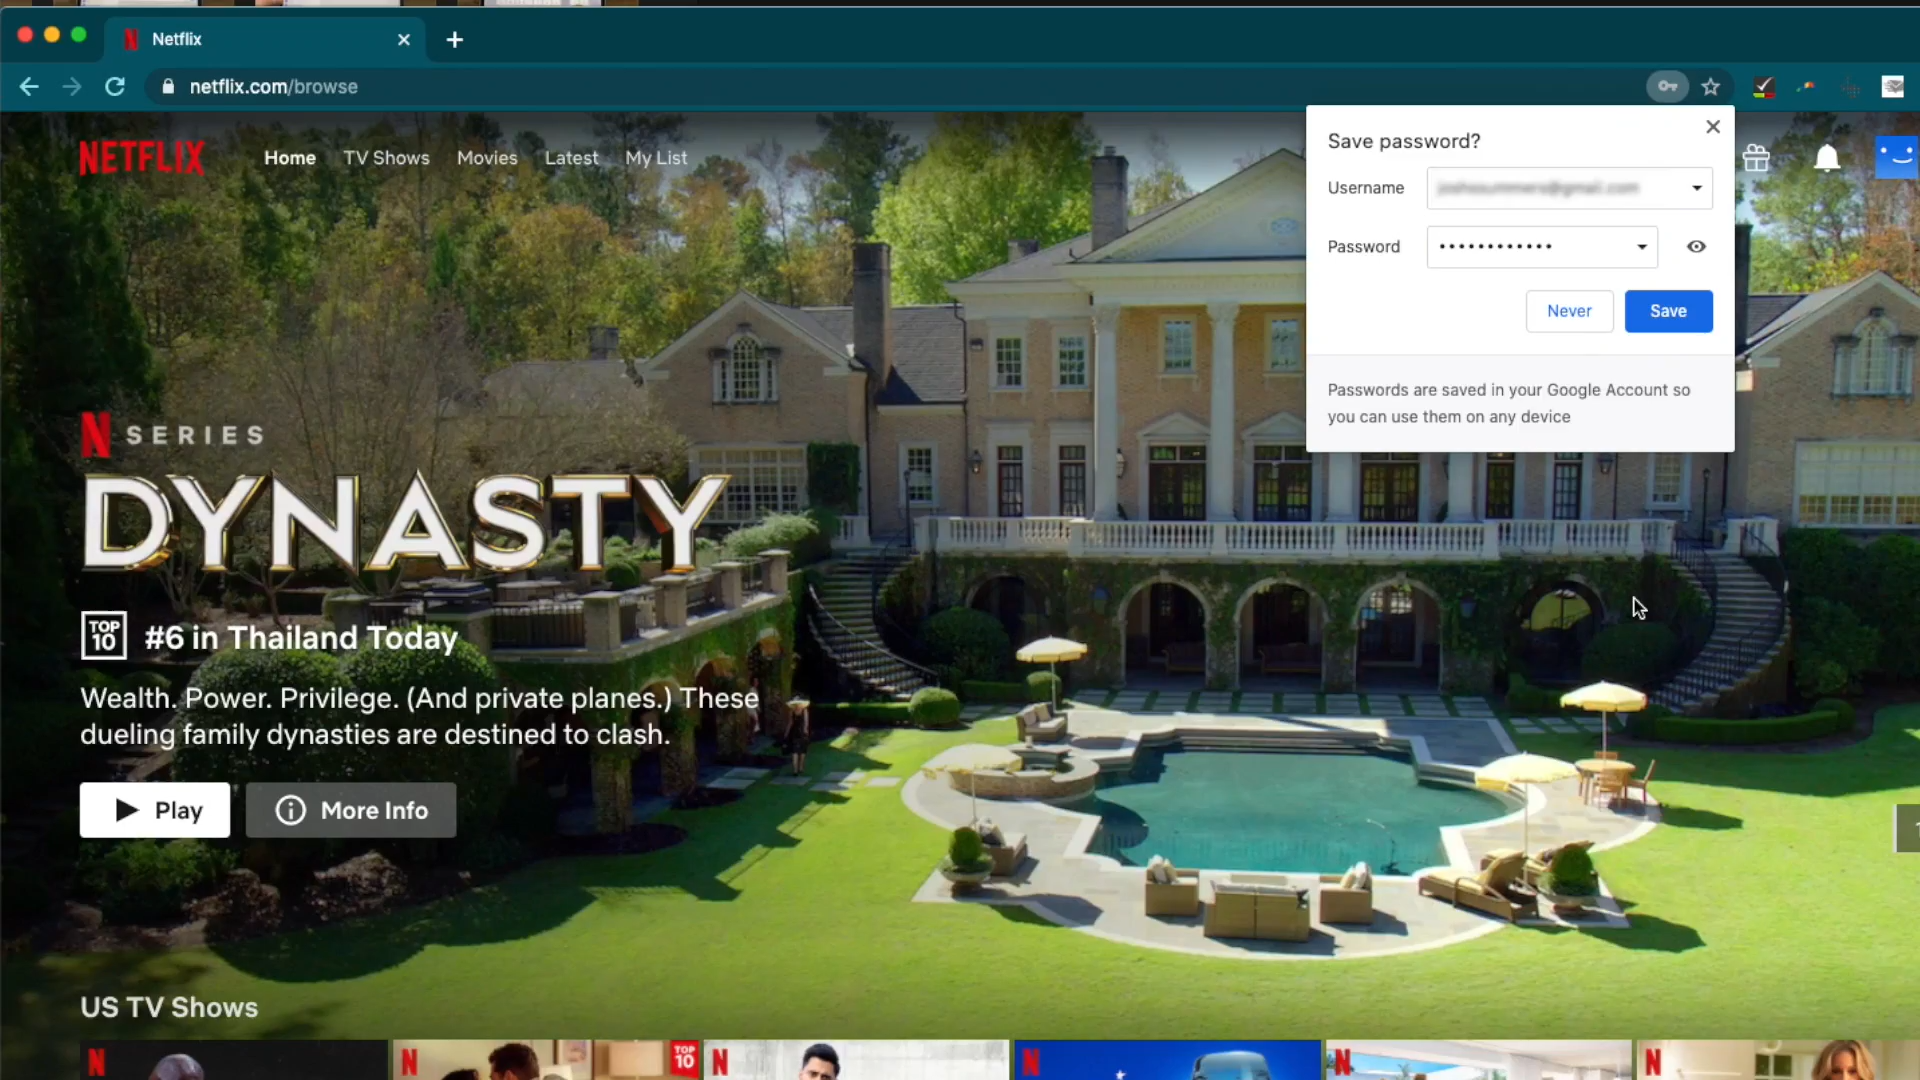 Netflix
netflix.com/browse
NETFLIX
Home TV Shows Movies Latest My List
Save password?
Username
Password ••••••••••••
Never Save
Passwords are saved in your Google Account so
you can use them on any device
N SERIES
DYNASTY
TOP
10
#6 in Thailand Today
Wealth. Power. Privilege. (And private planes.) These
dueling family dynasties are destined to clash.
Play More Info
US TV Shows
N N TOP
10
N N N N